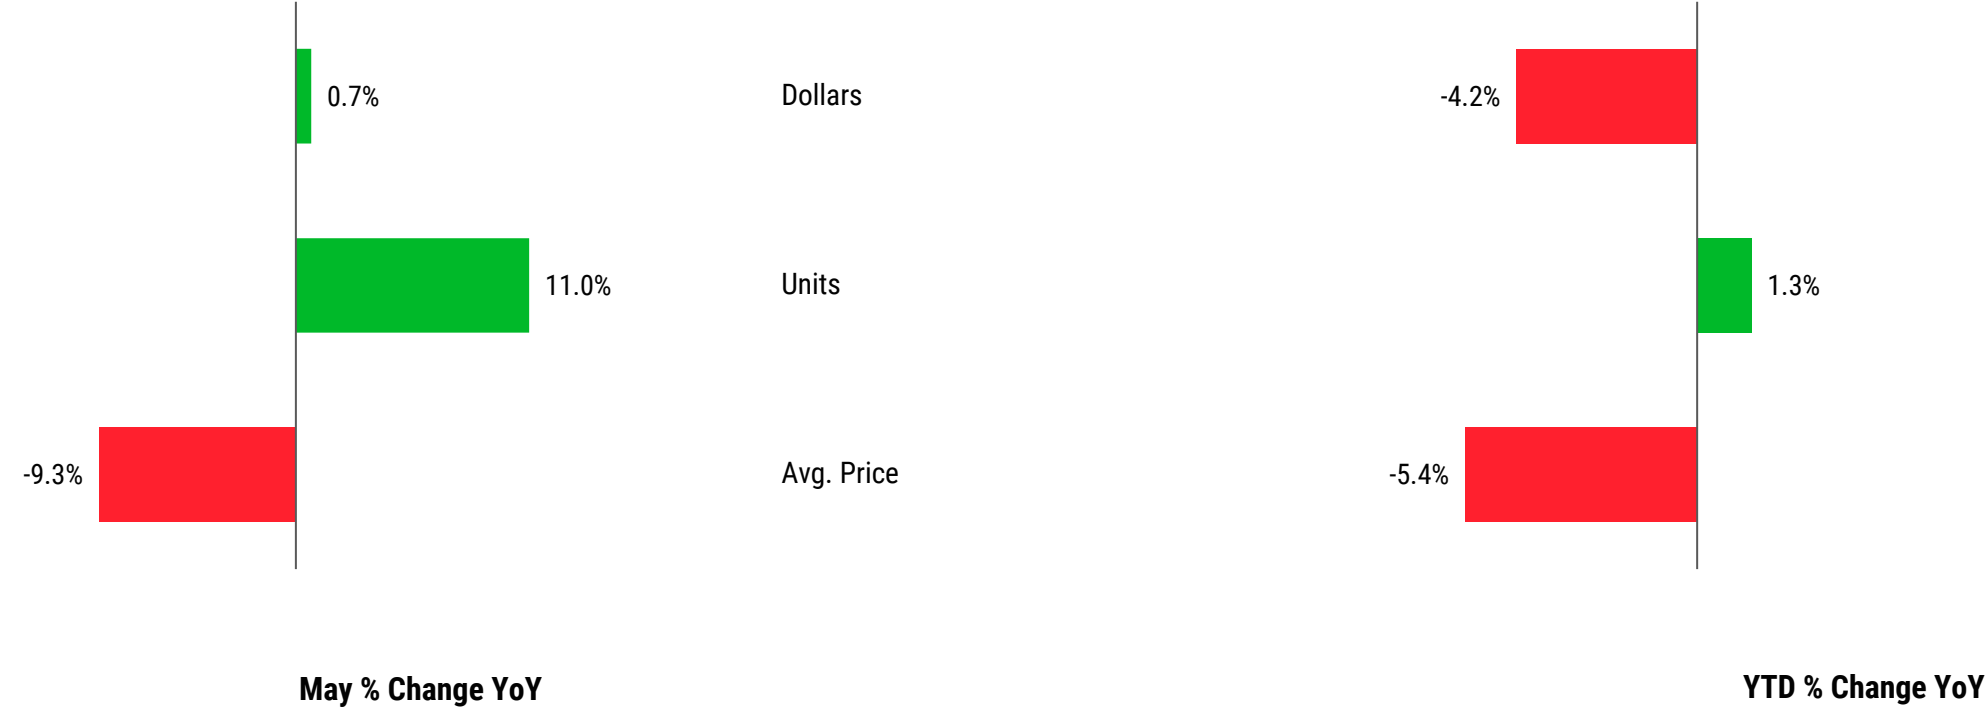 0.7%
Dollars
-4.2%
11.0%
Units
1.3%
-9.3%
Avg. Price
-5.4%
May % Change YoY
YTD % Change YoY